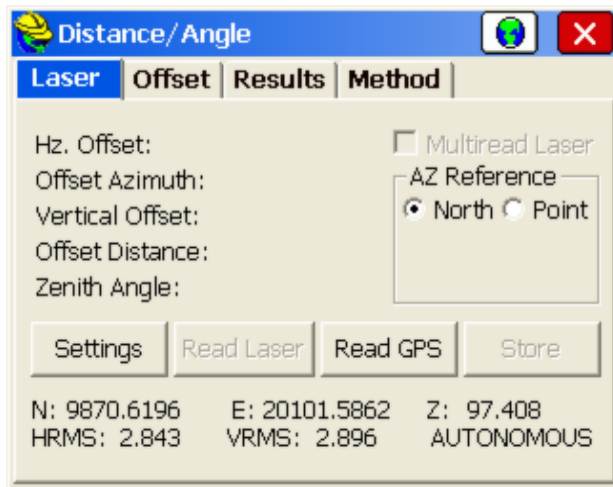 Distance/Angle
Laser Offset Results Method
Hz. Offset:
Multiread Laser
Offset Azimuth:
AZ Reference
Vertical Offset:
North Point
Offset Distance:
Zenith Angle:
Settings Read Laser Read GPS Store
N: 9870.6196 E: 20101.5862 Z: 97.408
HRMS: 2.843 VRMS: 2.896 AUTONOMOUS